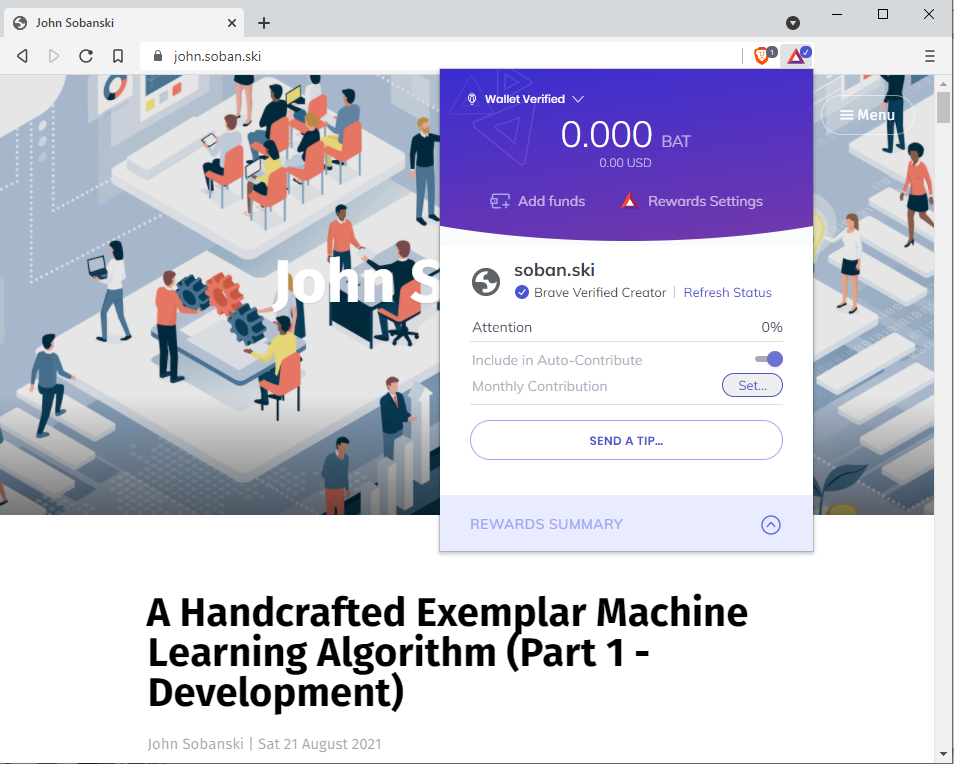 John Sobanski
john.soban.ski
1
Wallet Verified
0.000 BAT
0.00 USD
Add funds
Rewards Settings
Menu
John S
soban.ski
Brave Verified Creator | Refresh Status
Attention 0%
Include in Auto-Contribute
Monthly Contribution Set...
SEND A TIP...
REWARDS SUMMARY
A Handcrafted Exemplar Machine
Learning Algorithm (Part 1 -
Development)
John Sobanski | Sat 21 August 2021